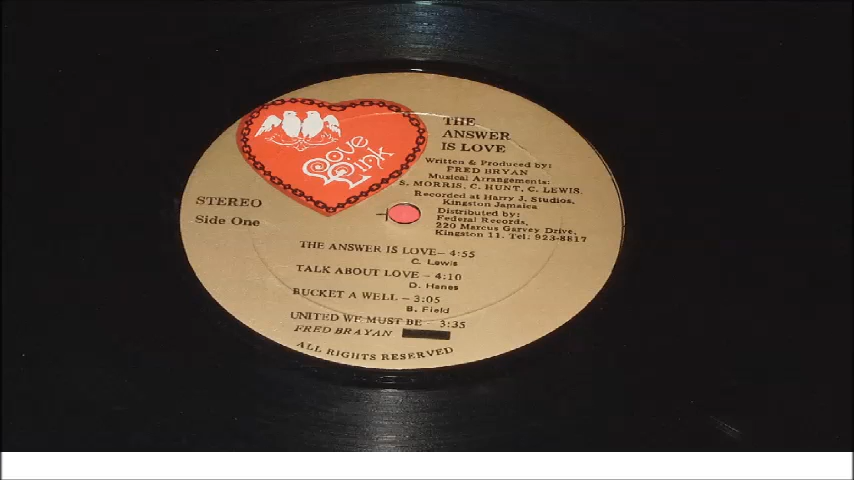 Love
Link
THE
ANSWER
IS LOVE
Written & Produced by:
FRED BRYAN
Musical Arrangements:
S. MORRIS, C. HUNT, C. LEWIS.
Recorded at Harry J. Studios,
Kingston Jamaica
Distributed by:
Federal Records,
220 Marcus Garvey Drive,
Kingston 11. Tel: 923-8817
STEREO
Side One
THE ANSWER IS LOVE – 4:55
C. Lewis
TALK ABOUT LOVE – 4:10
D. Hanes
BUCKET A WELL – 3:05
B. Field
UNITED WE MUST BE – 3:35
FRED BRAYAN
ALL RIGHTS RESERVED